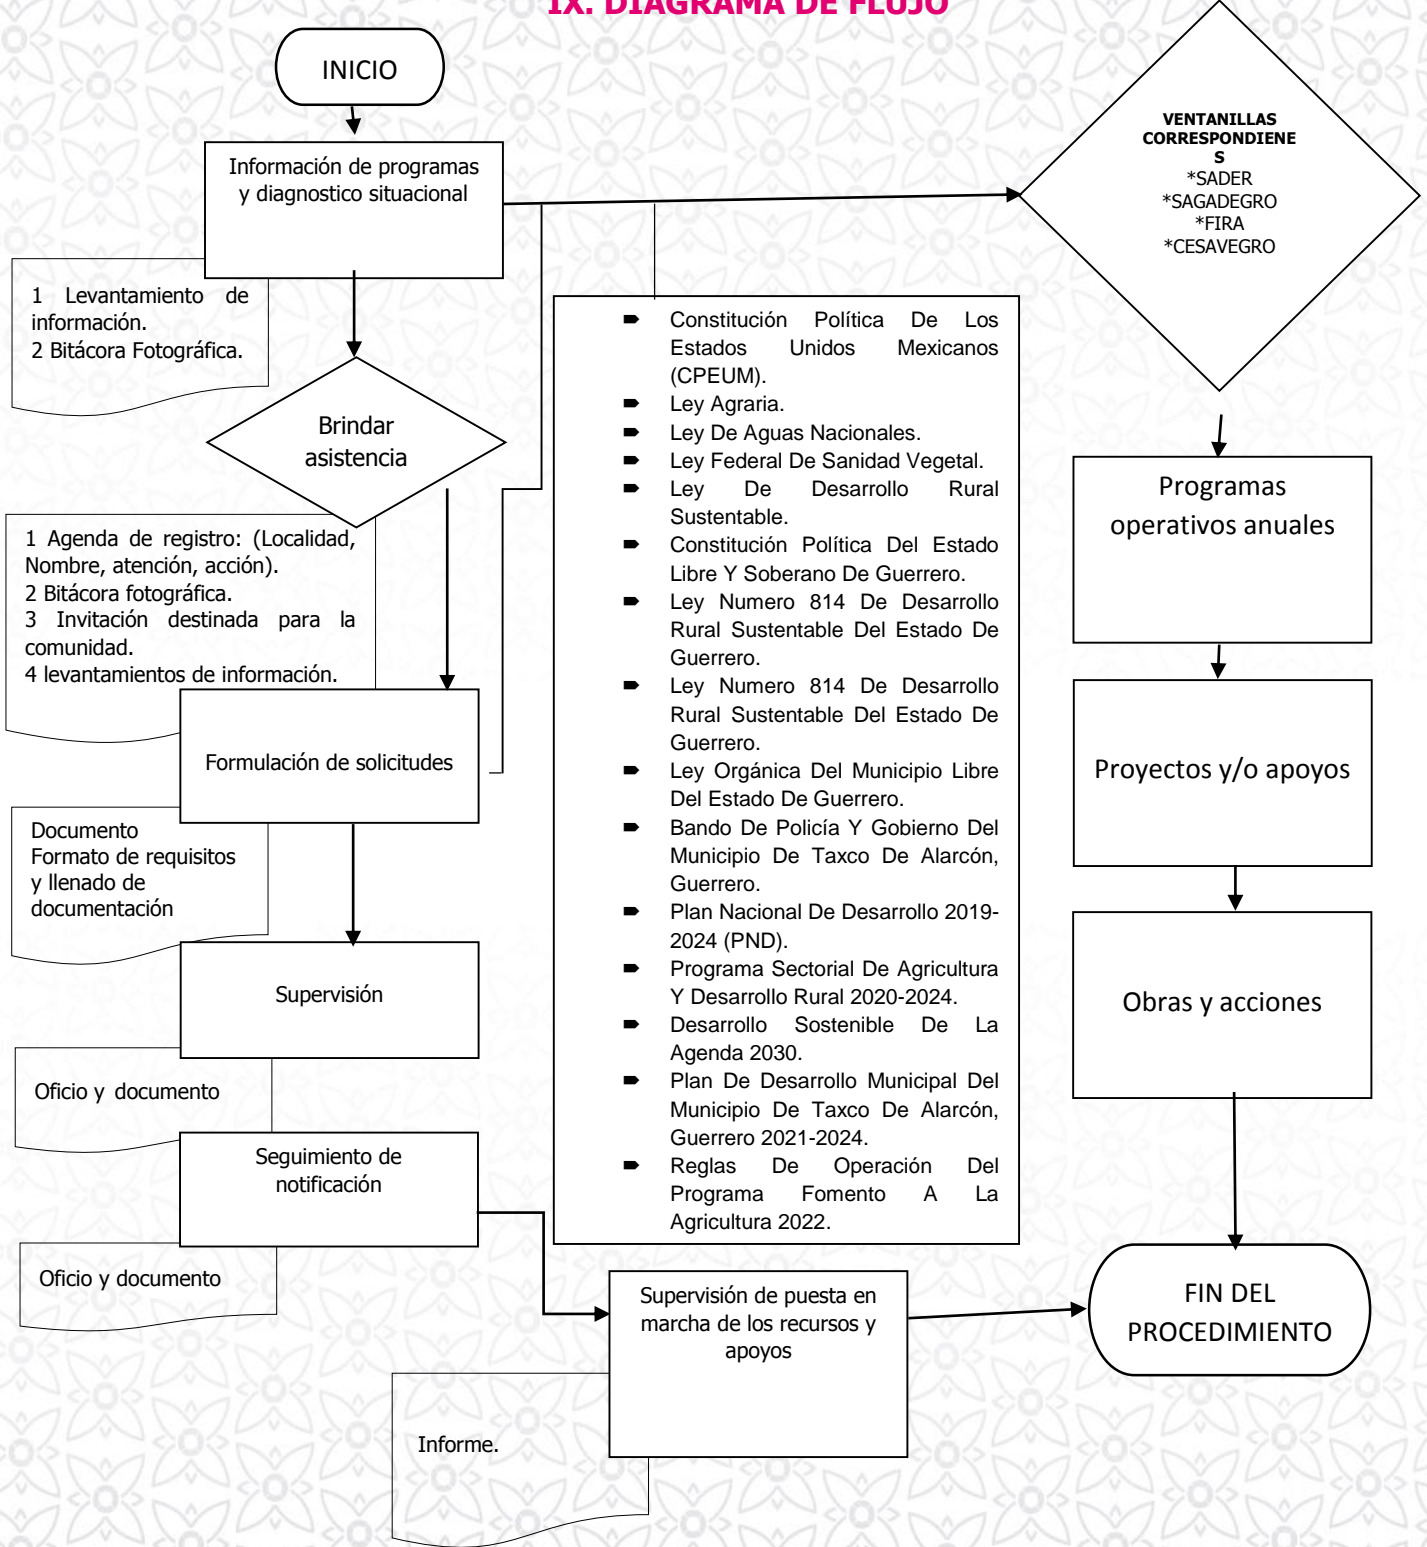 IX. DIAGRAMA DE FLUJO
INICIO
Información de programas
y diagnostico situacional
1 Levantamiento de
información.
2 Bitácora Fotográfica.
Brindar
asistencia
1 Agenda de registro: (Localidad,
Nombre, atención, acción).
2 Bitácora fotográfica.
3 Invitación destinada para la
comunidad.
4 levantamientos de información.
Formulación de solicitudes
Documento
Formato de requisitos
y llenado de
documentación
Supervisión
Oficio y documento
Seguimiento de
notificación
Oficio y documento
Constitución Política De Los
Estados Unidos Mexicanos
(CPEUM).
Ley Agraria.
Ley De Aguas Nacionales.
Ley Federal De Sanidad Vegetal.
Ley De Desarrollo Rural
Sustentable.
Constitución Política Del Estado
Libre Y Soberano De Guerrero.
Ley Numero 814 De Desarrollo
Rural Sustentable Del Estado De
Guerrero.
Ley Numero 814 De Desarrollo
Rural Sustentable Del Estado De
Guerrero.
Ley Orgánica Del Municipio Libre
Del Estado De Guerrero.
Bando De Policía Y Gobierno Del
Municipio De Taxco De Alarcón,
Guerrero.
Plan Nacional De Desarrollo 2019-
2024 (PND).
Programa Sectorial De Agricultura
Y Desarrollo Rural 2020-2024.
Desarrollo Sostenible De La
Agenda 2030.
Plan De Desarrollo Municipal Del
Municipio De Taxco De Alarcón,
Guerrero 2021-2024.
Reglas De Operación Del
Programa Fomento A La
Agricultura 2022.
Supervisión de puesta en
marcha de los recursos y
apoyos
Informe.
VENTANILLAS
CORRESPONDIENE
S
*SADER
*SAGADEGRO
*FIRA
*CESAVEGRO
Programas
operativos anuales
Proyectos y/o apoyos
Obras y acciones
FIN DEL
PROCEDIMIENTO